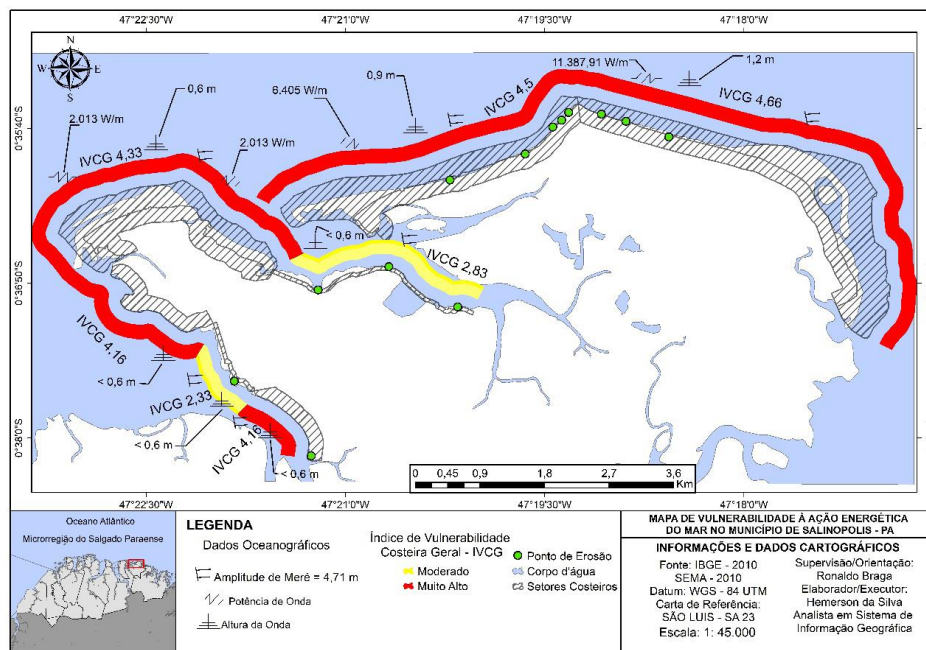 47°22'30"W 47°21'0"W 47°19'30"W 47°18'0"W
N
W E
S
0,6 m
0,9 m
11.387,91 W/m
1,2 m
2.013 W/m
6.405 W/m
IVCG 4,5
IVCG 4,66
0°35'40"
IVCG 4,33
2.013 W/m
< 0,6 m
IVCG 2,83
0°36'50"
IVCG 4,16
< 0,6 m
IVCG 2,33
< 0,6 m
IVCG 4,16
< 0,6 m
0°38'0"
0 0,45 0,9 1,8 2,7 3,6
Km
47°22'30"W 47°21'0"W 47°19'30"W 47°18'0"W
Oceano Atlântico
Microrregião do Salgado Paraense
LEGENDA
Dados Oceanográficos
Amplitude de Meré = 4,71 m
Potência de Onda
Altura da Onda
Índice de Vulnerabilidade
Costeira Geral - IVCG
Moderado
Muito Alto
Ponto de Erosão
Corpo d'água
Setores Costeiros
MAPA DE VULNERABILIDADE À AÇÃO ENERGÉTICA
DO MAR NO MUNICÍPIO DE SALINOPOLIS - PA
INFORMAÇÕES E DADOS CARTOGRÁFICOS
Fonte: IBGE - 2010
SEMA - 2010
Datum: WGS - 84 UTM
Carta de Referência:
SÃO LUIS - SA 23
Escala: 1: 45.000
Supervisão/Orientação:
Ronaldo Braga
Elaborador/Executor:
Hemerson da Silva
Analista em Sistema de
Informação Geográfica